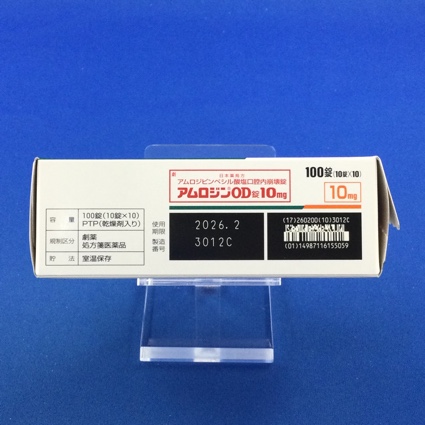 劇
日本薬局方
アムロジピンベシル酸塩口腔内崩壊錠
アムロジンOD錠10mg
100錠(10錠×10)
10mg
容量
100錠(10錠×10)
PTP(乾燥剤入り)
規制区分
劇薬
処方箋医薬品
貯法
室温保存
使用
期限
2026.2
製造
番号
3012C
(17)260200(10)3012C
(01)14987116155059